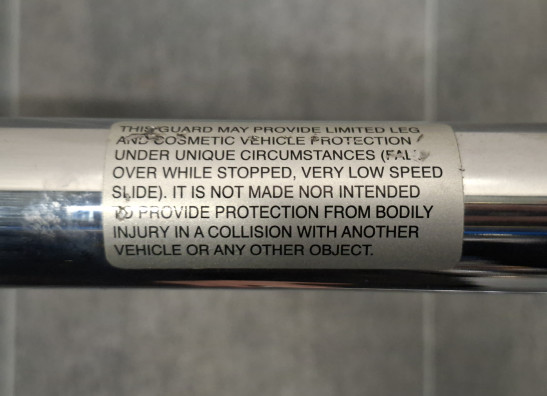 THIS GUARD MAY PROVIDE LIMITED LEG
AND COSMETIC VEHICLE PROTECTION
UNDER UNIQUE CIRCUMSTANCES (FALL
OVER WHILE STOPPED, VERY LOW SPEED
SLIDE). IT IS NOT MADE NOR INTENDED
TO PROVIDE PROTECTION FROM BODILY
INJURY IN A COLLISION WITH ANOTHER
VEHICLE OR ANY OTHER OBJECT.